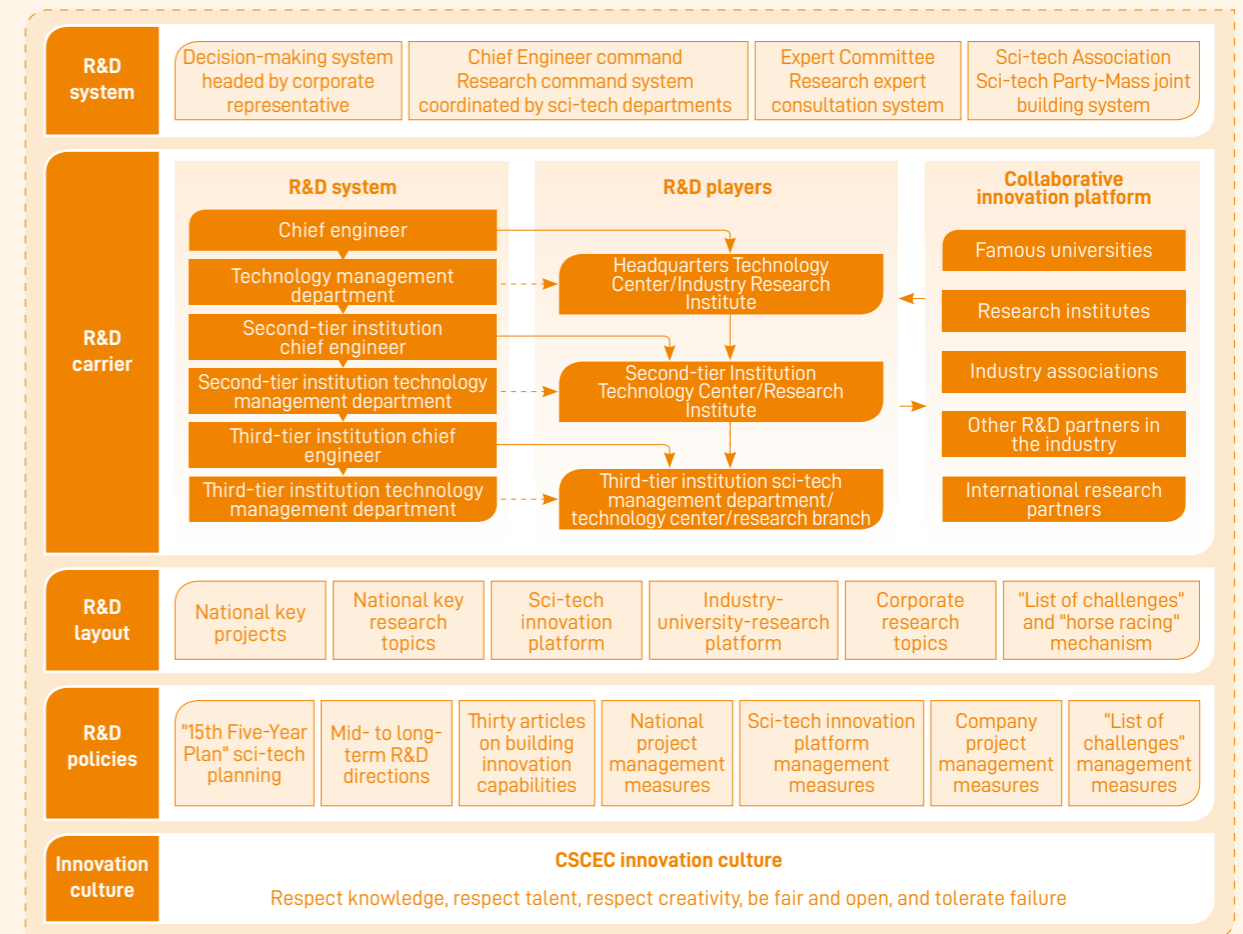 R&D
system
Decision-making system
headed by corporate
representative
Chief Engineer command
Research command system
coordinated by sci-tech departments
Expert Committee
Research expert
consultation system
Sci-tech Association
Sci-tech Party-Mass joint
building system
R&D
carrier
R&D system
Chief engineer
Technology management
department
Second-tier institution
chief engineer
Second-tier institution technology
management department
Third-tier institution chief
engineer
Third-tier institution technology
management department
R&D players
Headquarters Technology
Center/Industry Research
Institute
Second-tier Institution
Technology Center/Research
Institute
Third-tier institution sci-tech
management department/
technology center/research branch
Collaborative
innovation platform
Famous universities
Research institutes
Industry associations
Other R&D partners in
the industry
International research
partners
R&D
layout
National key
projects
National key
research
topics
Sci-tech
innovation
platform
Industry-
university-research
platform
Corporate
research
topics
"List of challenges"
and "horse racing"
mechanism
R&D
policies
"15th Five-Year
Plan" sci-tech
planning
Mid- to long-
term R&D
directions
Thirty articles
on building
innovation
capabilities
National
project
management
measures
Sci-tech innovation
platform
management
measures
Company
project
management
measures
"List of
challenges"
management
measures
Innovation
culture
CSCEC innovation culture
Respect knowledge, respect talent, respect creativity, be fair and open, and tolerate failure